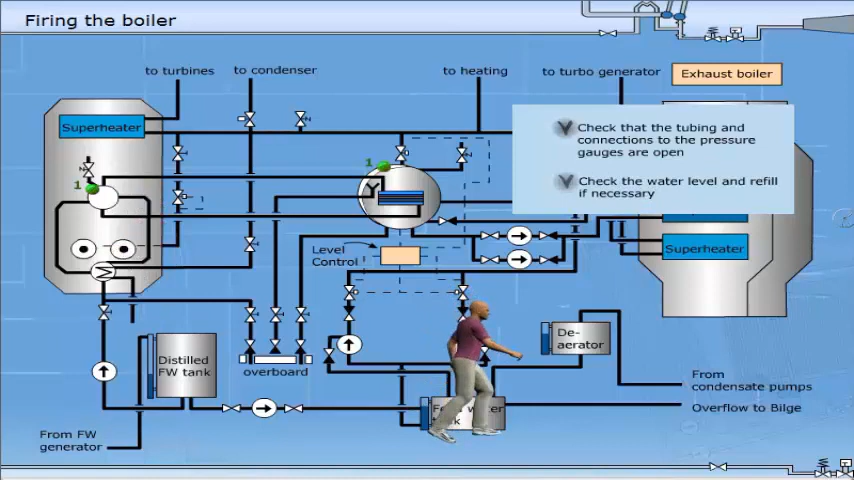 Firing the boiler
to turbines
to condenser
to heating
to turbo generator
Exhaust boiler
Superheater
Check that the tubing and
connections to the pressure
gauges are open
Check the water level and refill
if necessary
1
1
Level
Control
Superheater
Distilled
FW tank
overboard
De-
aerator
From
condensate pumps
Overflow to Bilge
From FW
generator